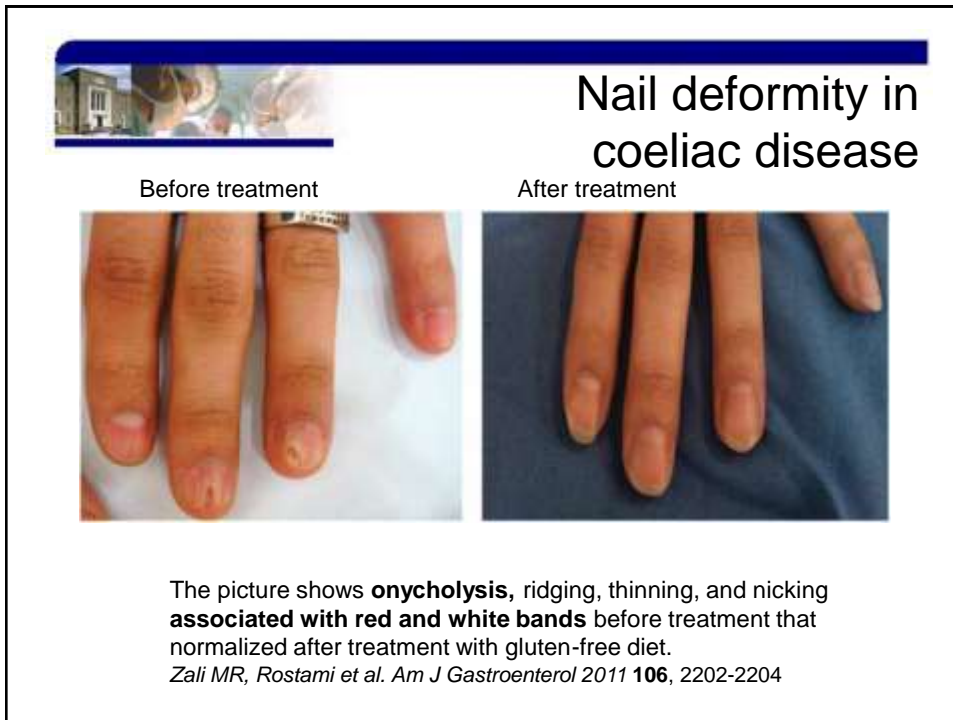 Nail deformity in
coeliac disease
Before treatment
After treatment
The picture shows onycholysis, ridging, thinning, and nicking
associated with red and white bands before treatment that
normalized after treatment with gluten-free diet.
Zali MR, Rostami et al. Am J Gastroenterol 2011 106, 2202-2204